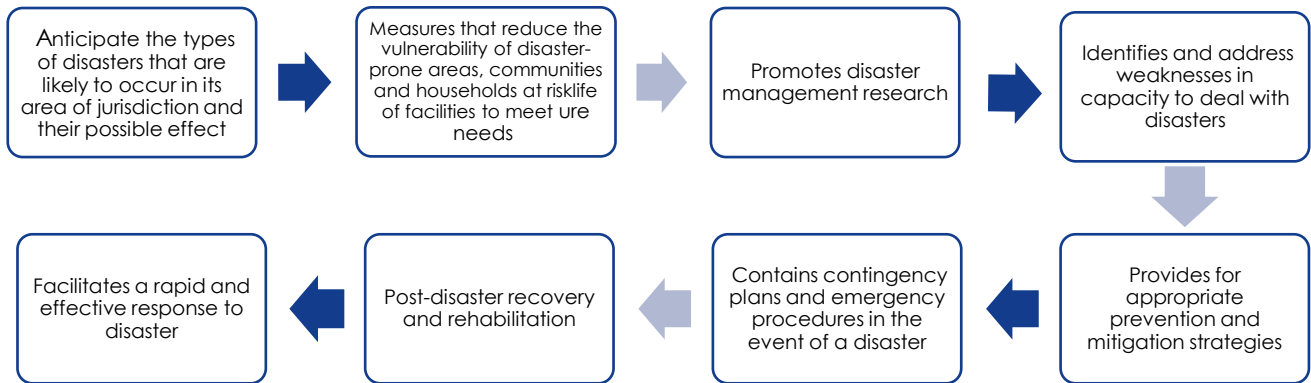 Anticipate the types
of disasters that are
likely to occur in its
area of jurisdiction and
their possible effect
Measures that reduce the
vulnerability of disaster-
prone areas, communities
and households at risklife
of facilities to meet ure
needs
Promotes disaster
management research
Identifies and address
weaknesses in
capacity to deal with
disasters
Provides for
appropriate
prevention and
mitigation strategies
Contains contingency
plans and emergency
procedures in the
event of a disaster
Post-disaster recovery
and rehabilitation
Facilitates a rapid and
effective response to
disaster